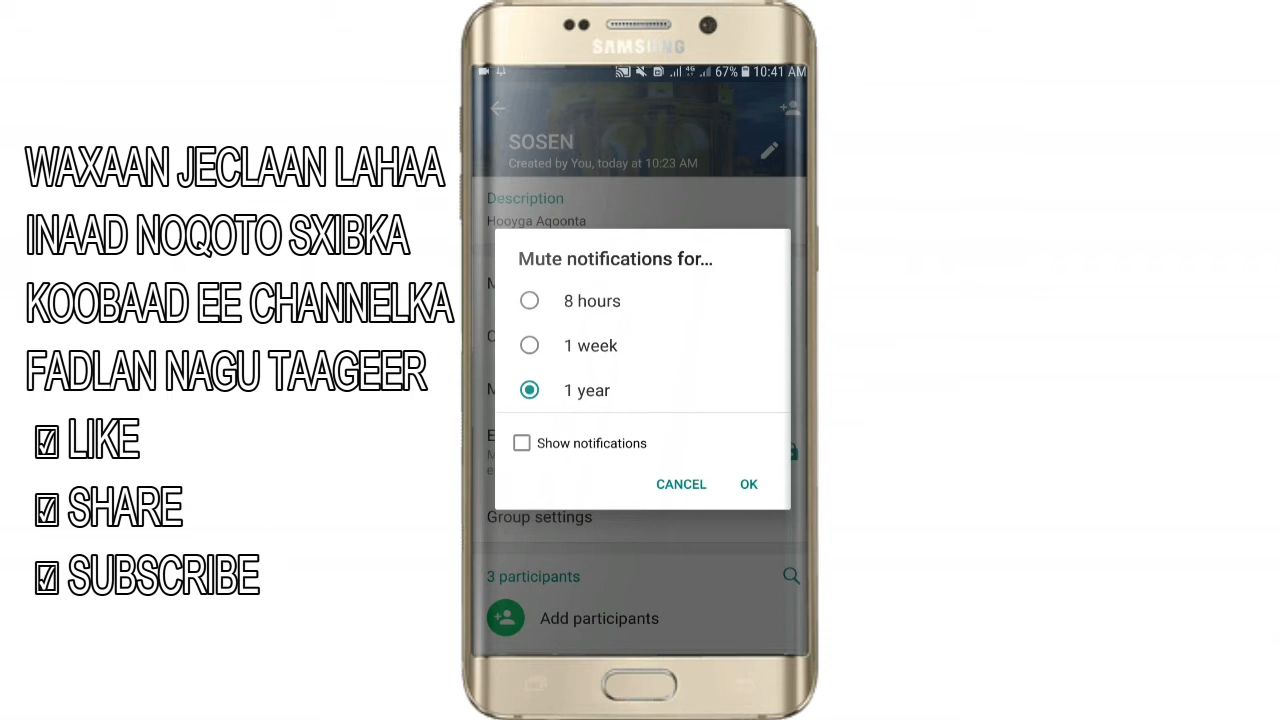 WAXAAN JECLAAN LAHAA
INAAD NOQOTO SXIBKA
KOOBAAD EE CHANNELKA
FADLAN NAGU TAAGEER
☑ LIKE
☑ SHARE
☑ SUBSCRIBE
SAMSUNG
4G 67% 10:41 AM
SOSEN
Created by You, today at 10:23 AM
Description
Hooyga Aqoonta
Mute notifications for...
8 hours
1 week
1 year
Show notifications
CANCEL OK
Group settings
3 participants
Add participants